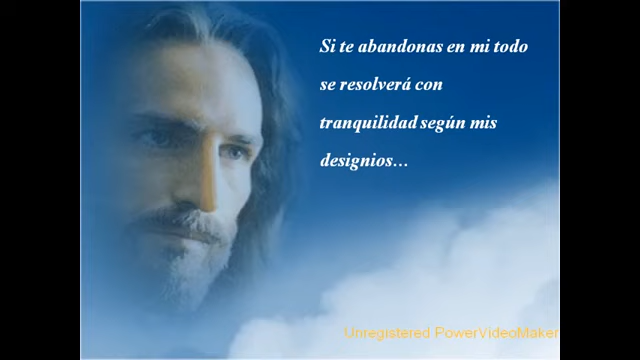 Si te abandonas en mi todo
se resolverá con
tranquilidad según mis
designios...
Unregistered PowerVideoMaker